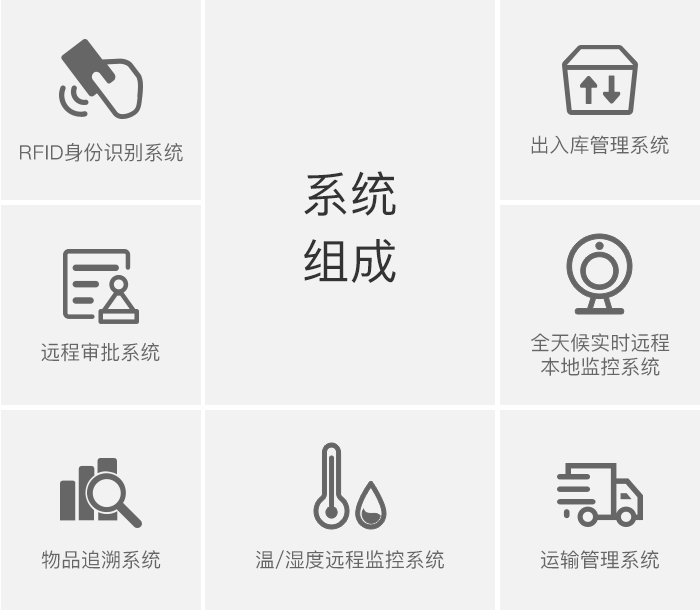 RFID身份识别系统
系统
组成
出入库管理系统
远程审批系统
全天候实时远程
本地监控系统
物品追溯系统
温/湿度远程监控系统
运输管理系统